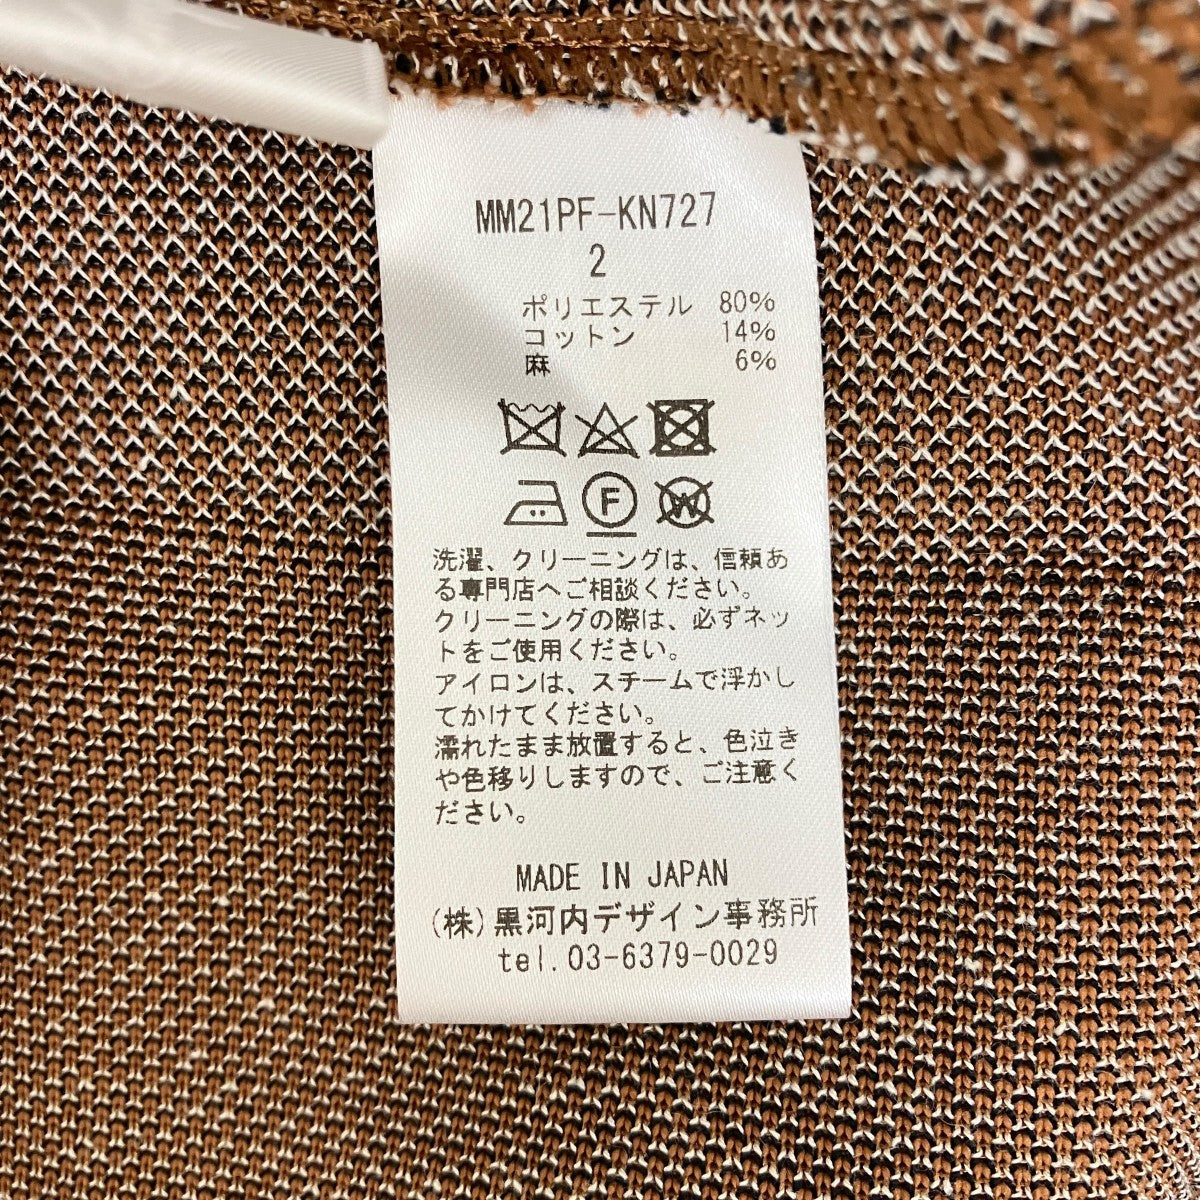 MM21PF-KN727
2
ポリエステル 80%
コットン 14%
麻 6%
F W
洗濯、クリーニングは、信頼あ
る専門店へご相談ください。
クリーニングの際は、必ずネッ
トをご使用ください。
アイロンは、スチームで浮かし
てかけてください。
濡れたまま放置すると、色泣き
や色移りしますので、ご注意く
ださい。
MADE IN JAPAN
(株)黒河内デザイン事務所
tel.03-6379-0029